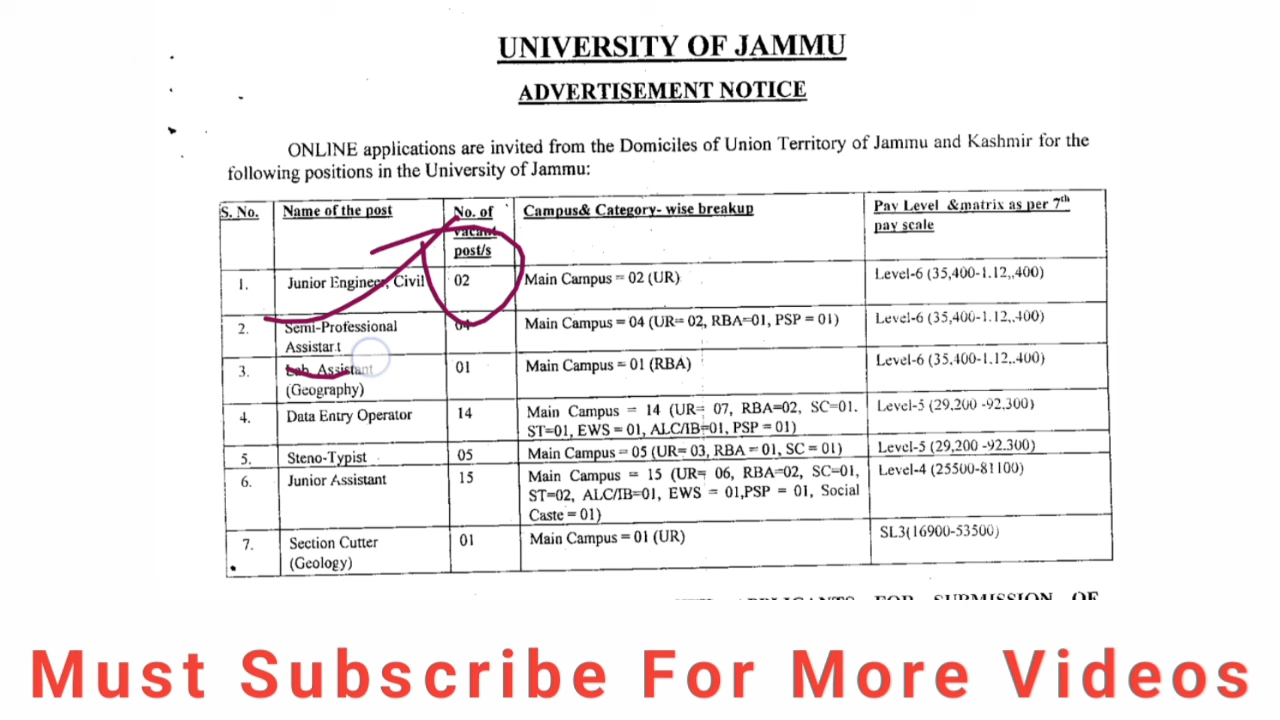 UNIVERSITY OF JAMMU
ADVERTISEMENT NOTICE
ONLINE applications are invited from the Domiciles of Union Territory of Jammu and Kashmir for the
following positions in the University of Jammu:
S. No. Name of the post No. of vacant post/s Campus& Category- wise breakup Pay Level &matrix as per 7th pay scale
1. Junior Engineer, Civil 02 Main Campus = 02 (UR) Level-6 (35,400-1.12,.400)
2. Semi-Professional Assistant 04 Main Campus = 04 (UR= 02, RBA=01, PSP = 01) Level-6 (35,400-1.12,.400)
3. Lab Assistant (Geography) 01 Main Campus = 01 (RBA) Level-6 (35,400-1.12,.400)
4. Data Entry Operator 14 Main Campus = 14 (UR= 07, RBA=02, SC=01. Level-5 (29,200 -92,300)
ST=01, EWS = 01, ALC/IB=01, PSP = 01)
5. Steno-Typist 05 Main Campus = 05 (UR= 03, RBA = 01, SC = 01) Level-5 (29,200 -92.300)
6. Junior Assistant 15 Main Campus = 15 (UR= 06, RBA=02, SC=01, Level-4 (25500-81100)
ST=02, ALC/IB=01, EWS = 01,PSP = 01, Social
Caste = 01)
7. Section Cutter (Geology) 01 Main Campus = 01 (UR) SL3(16900-53500)
APPLICANTS FOR SUBMISSION OF
Must Subscribe For More Videos